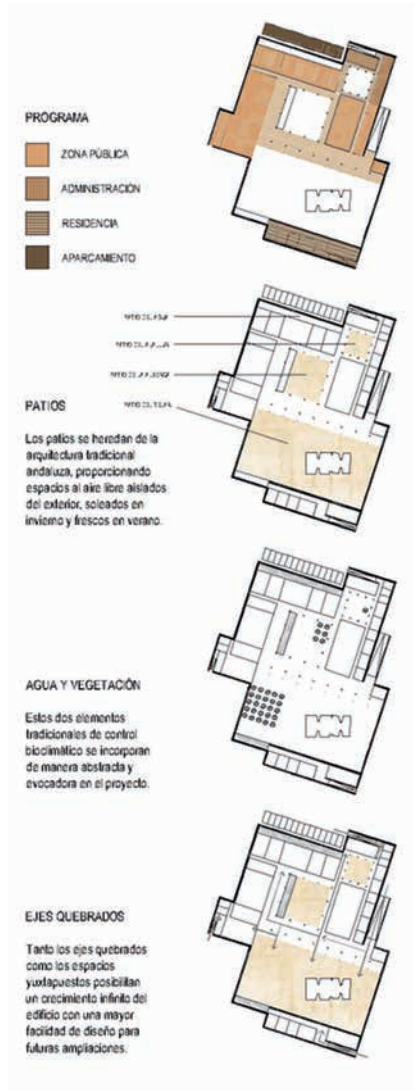 PROGRAMA
ZONA PÚBLICA
ADMINISTRACIÓN
RESIDENCIA
APARCAMIENTO
PATIOS
Los patios se heredan de la
arquitectura tradicional
andaluza, proporcionando
espacios al aire libre aislados
del exterior, soleados en
invierno y frescos en verano.
AGUA Y VEGETACIÓN
Estos dos elementos
tradicionales de control
bioclimático se incorporan
de manera abstracta y
evocadora en el proyecto.
EJES QUEBRADOS
Tanto los ejes quebrados
como los espacios
yuxtapuestos posibilitan
un crecimiento infinito del
edificio con una mayor
facilidad de diseño para
futuras ampliaciones.